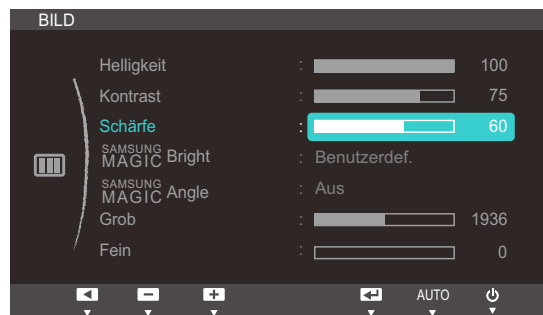 BILD
Helligkeit : 100
Kontrast : 75
Schärfe : 60
SAMSUNG MAGIC Bright : Benutzerdef.
SAMSUNG MAGIC Angle : Aus
Grob : 1936
Fein : 0
AUTO